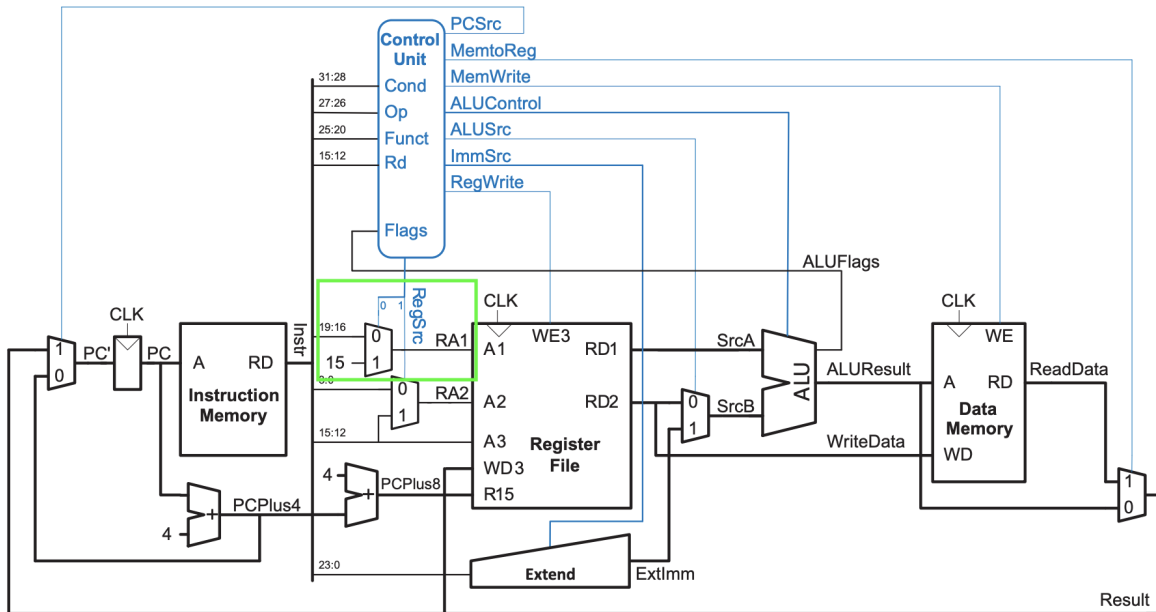 PCSrc
Control
Unit
MemtoReg
MemWrite
31:28
Cond
27:26
Op
ALUControl
25:20
Funct
ALUSrc
15:12
Rd
ImmSrc
RegWrite
Flags
ALUFlags
0 1
RegSrc
CLK
CLK
CLK
19:16
0
RA1
A1
WE3
RD1
SrcA
WE
Instr
15
1
1
PC'
PC
A
RD
0
Instruction
Memory
0
RA2
A2
RD2
0
SrcB
ALU
ALUResult
A
RD
ReadData
1
1
Data
Memory
15:12
A3
Register
File
WriteData
WD
4
WD3
PCPlus8
+
R15
1
0
PCPlus4
+
4
23:0
Extend
ExtImm
Result